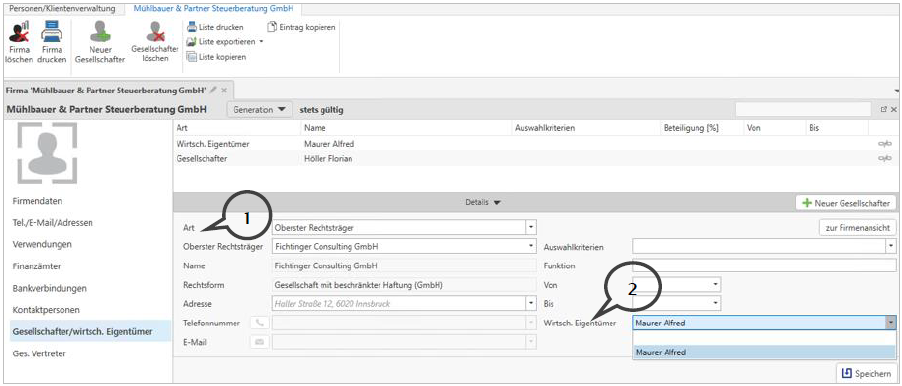 Personen/Klientenverwaltung Mühlbauer & Partner Steuerberatung GmbH
Firma löschen
Firma drucken
Neuer Gesellschafter
Gesellschafter löschen
Liste drucken
Liste exportieren
Liste kopieren
Eintrag kopieren
Firma 'Mühlbauer & Partner Steuerberatung GmbH'
Mühlbauer & Partner Steuerberatung GmbH Generation stets gültig
Art Name Auswahlkriterien Beteiligung [%] Von Bis
Wirtsch. Eigentümer Maurer Alfred
Gesellschafter Höller Florian
Firmendaten
Tel./E-Mail/Adressen
Verwendungen
Finanzämter
Bankverbindungen
Kontaktpersonen
Gesellschafter/wirtsch. Eigentümer
Ges. Vertreter
Details
Neuer Gesellschafter
1
Art Oberster Rechtsträger zur Firmenansicht
Oberster Rechtsträger Fichtinger Consulting GmbH Auswahlkriterien
Name Fichtinger Consulting GmbH Funktion
Rechtsform Gesellschaft mit beschränkter Haftung (GmbH) Von
2
Adresse Haller Straße 12, 6020 Innsbruck Bis
Telefonnummer Wirtsch. Eigentümer Maurer Alfred
E-Mail
Maurer Alfred
Speichern